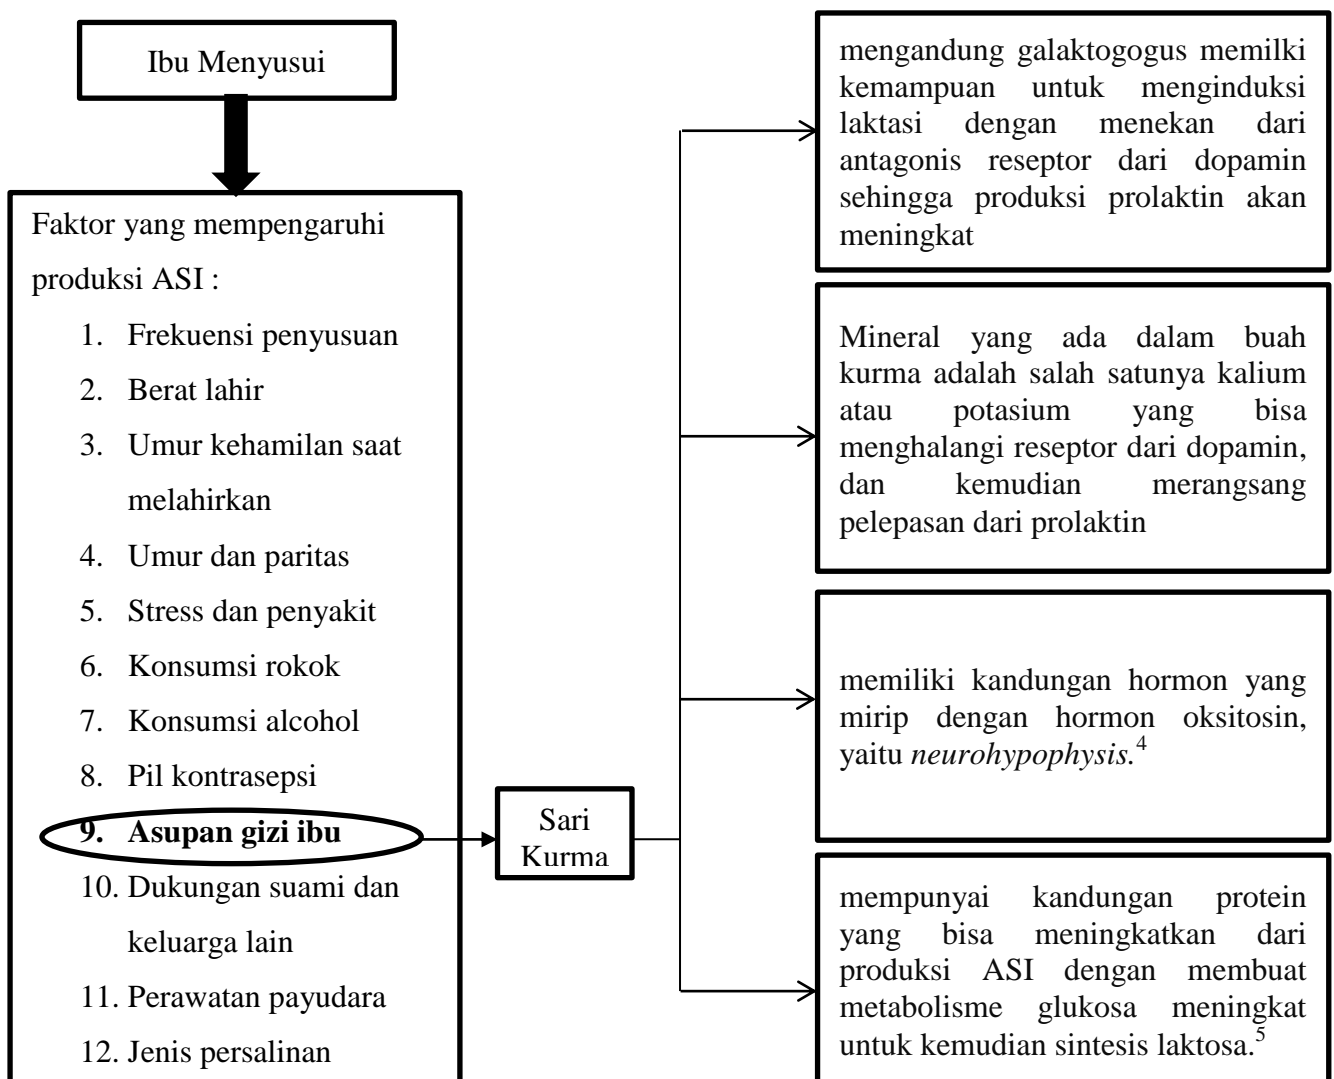 Ibu Menyusui
Faktor yang mempengaruhi
produksi ASI :
1. Frekuensi penyusuan
2. Berat lahir
3. Umur kehamilan saat
melahirkan
4. Umur dan paritas
5. Stress dan penyakit
6. Konsumsi rokok
7. Konsumsi alcohol
8. Pil kontrasepsi
9. Asupan gizi ibu
10. Dukungan suami dan
keluarga lain
11. Perawatan payudara
12. Jenis persalinan
Sari
Kurma
mengandung galaktogogus memilki
kemampuan untuk menginduksi
laktasi dengan menekan dari
antagonis reseptor dari dopamin
sehingga produksi prolaktin akan
meningkat
Mineral yang ada dalam buah
kurma adalah salah satunya kalium
atau potasium yang bisa
menghalangi reseptor dari dopamin,
dan kemudian merangsang
pelepasan dari prolaktin
memiliki kandungan hormon yang
mirip dengan hormon oksitosin,
yaitu neurohypophysis.4
mempunyai kandungan protein
yang bisa meningkatkan dari
produksi ASI dengan membuat
metabolisme glukosa meningkat
untuk kemudian sintesis laktosa.5